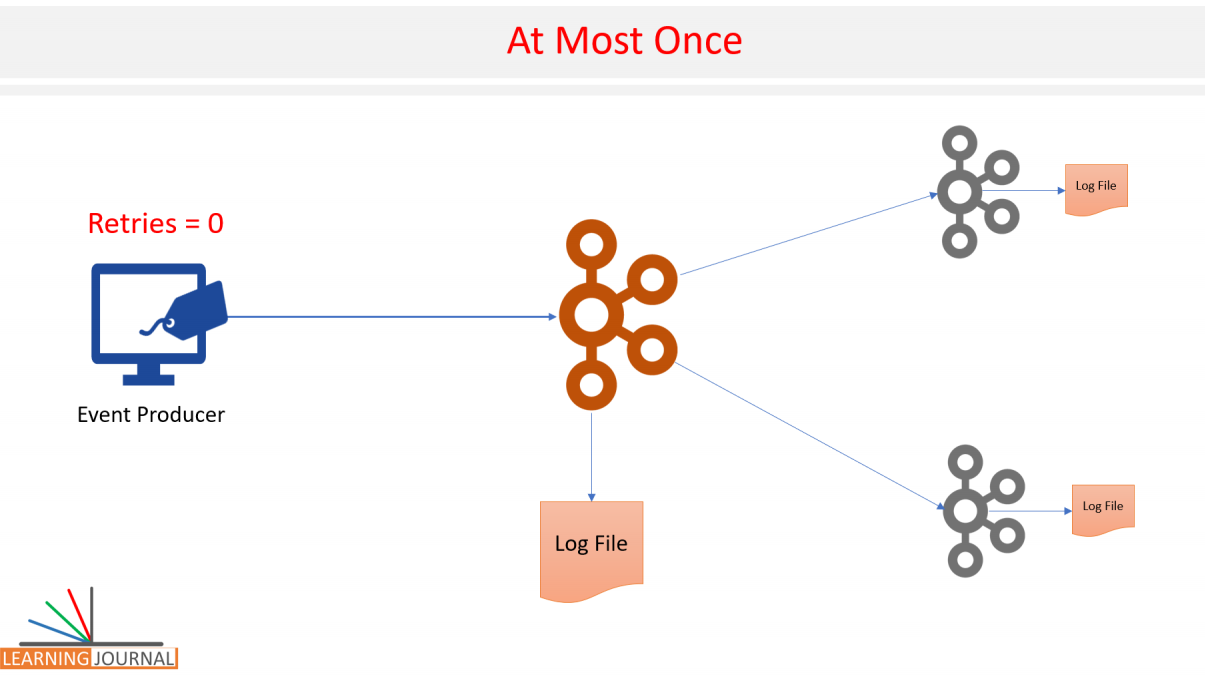 At Most Once
Retries = 0
Event Producer
Log File
Log File
Log File
LEARNING JOURNAL